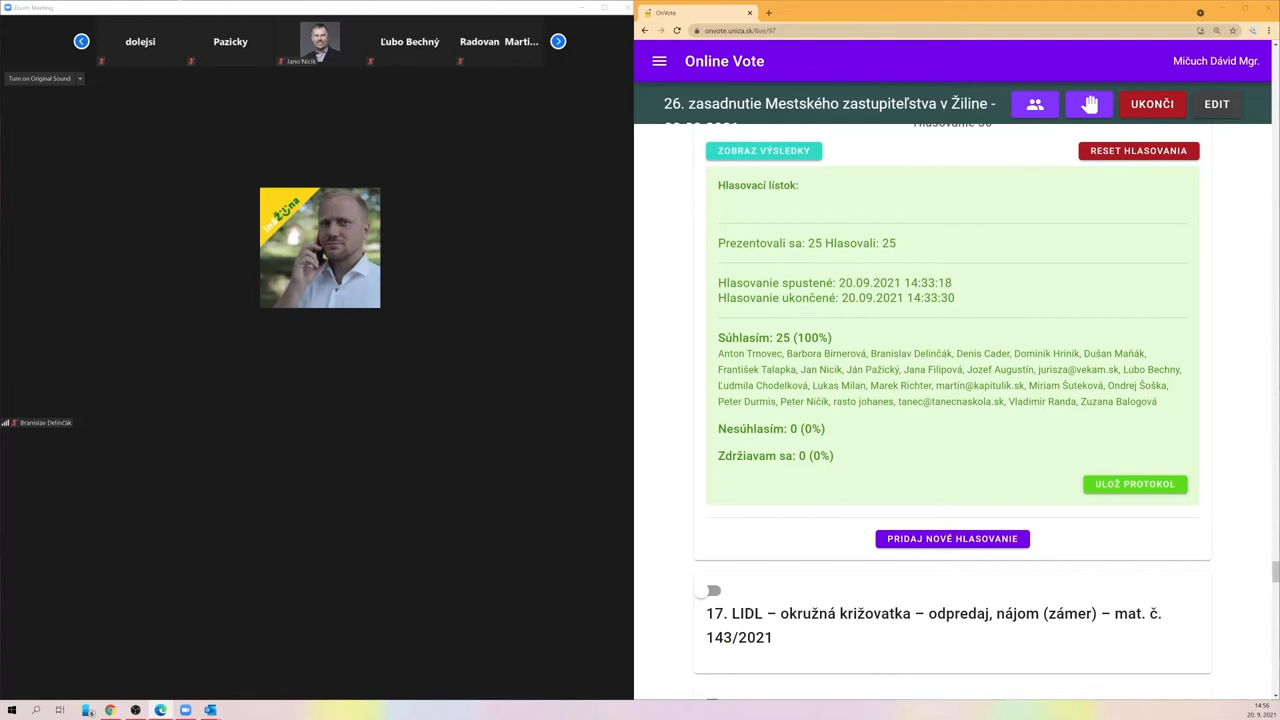 Zoom Meeting
dolejsi
Pazicky
Jano Nicik
Ľubo Bechný
Radovan Marti...
Turn on Original Sound
Branislav Delinčák
OnVote
onvote.uniza.sk/live/97
Online Vote
Mičuch Dávid Mgr.
26. zasadnutie Mestského zastupiteľstva v Žiline -
UKONČI
EDIT
ZOBRAZ VÝSLEDKY
RESET HLASOVANIA
Hlasovací lístok:
Prezentovali sa: 25 Hlasovali: 25
Hlasovanie spustené: 20.09.2021 14:33:18
Hlasovanie ukončené: 20.09.2021 14:33:30
Súhlasím: 25 (100%)
Anton Trnovec, Barbora Birnerová, Branislav Delinčák, Denis Cader, Dominik Hriník, Dušan Maňák,
František Talapka, Jan Nicik, Ján Pažický, Jana Filipová, Jozef Augustín, jurisza@vekam.sk, Lubo Bechny,
Ľudmila Chodelková, Lukas Milan, Marek Richter, martin@kapitulik.sk, Miriam Šuteková, Ondrej Šoška,
Peter Durmis, Peter Ničík, rasto johanes, tanec@tanecnaskola.sk, Vladimir Randa, Zuzana Balogová
Nesúhlasím: 0 (0%)
Zdržiavam sa: 0 (0%)
ULOŽ PROTOKOL
PRIDAJ NOVÉ HLASOVANIE
17. LIDL – okružná križovatka – odpredaj, nájom (zámer) – mat. č.
143/2021
14:56
20. 9. 2021